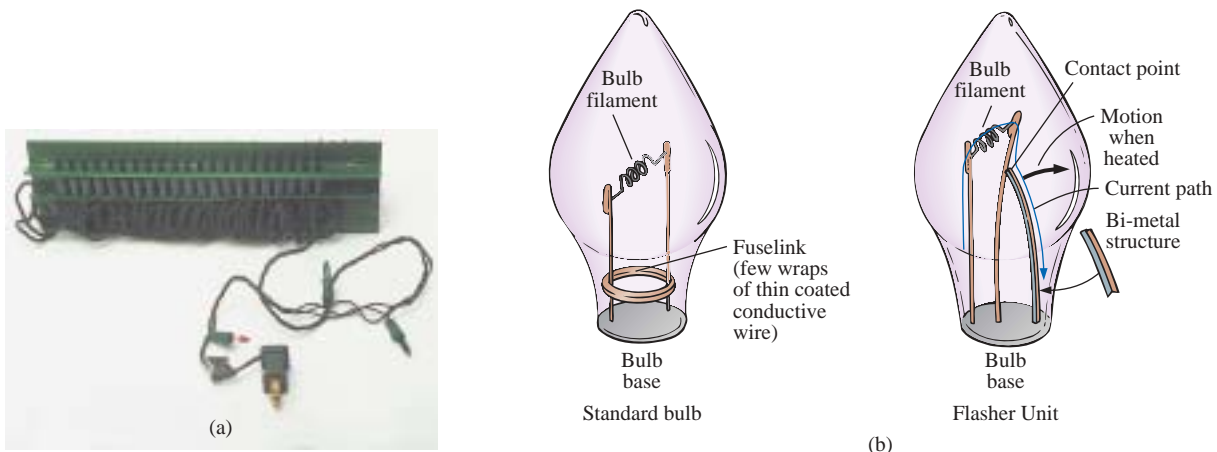 (a)
Bulb
filament
Fuselink
(few wraps
of thin coated
conductive
wire)
Bulb
base
Standard bulb
Bulb
filament
Contact point
Motion
when
heated
Current path
Bi-metal
structure
Bulb
base
Flasher Unit
(b)